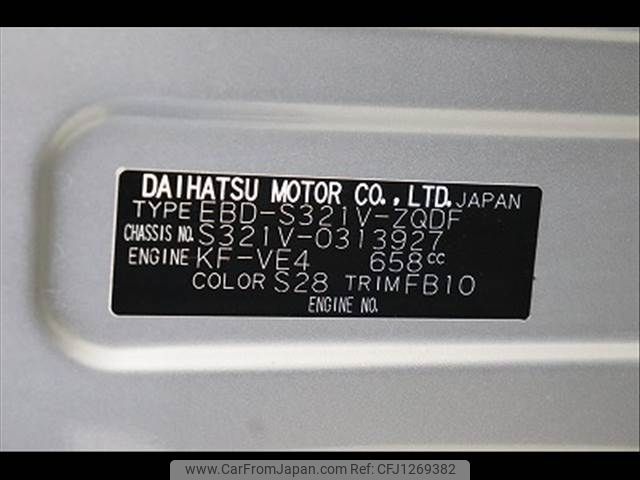 DAIHATSU MOTOR CO., LTD. JAPAN
TYPE EBD-S321V-ZQDF
CHASSIS NO. S321V-0313927
ENGINE KF-VE4 658cc
COLOR S28 TRIM FB10
ENGINE NO.
www.CarFromJapan.com | CFJ1269382